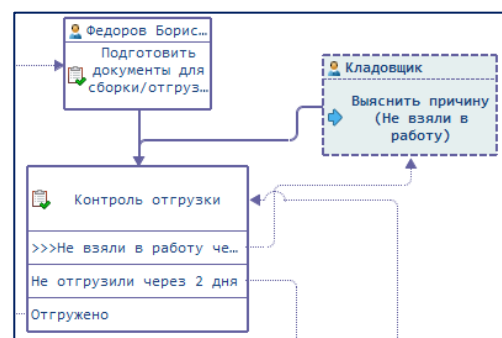 Федоров Борис…
Подготовить
документы для
сборки/отгруз…
Кладовщик
Выяснить причину
(Не взяли в
работу)
Контроль отгрузки
>>>Не взяли в работу че…
Не отгрузили через 2 дня
Отгружено